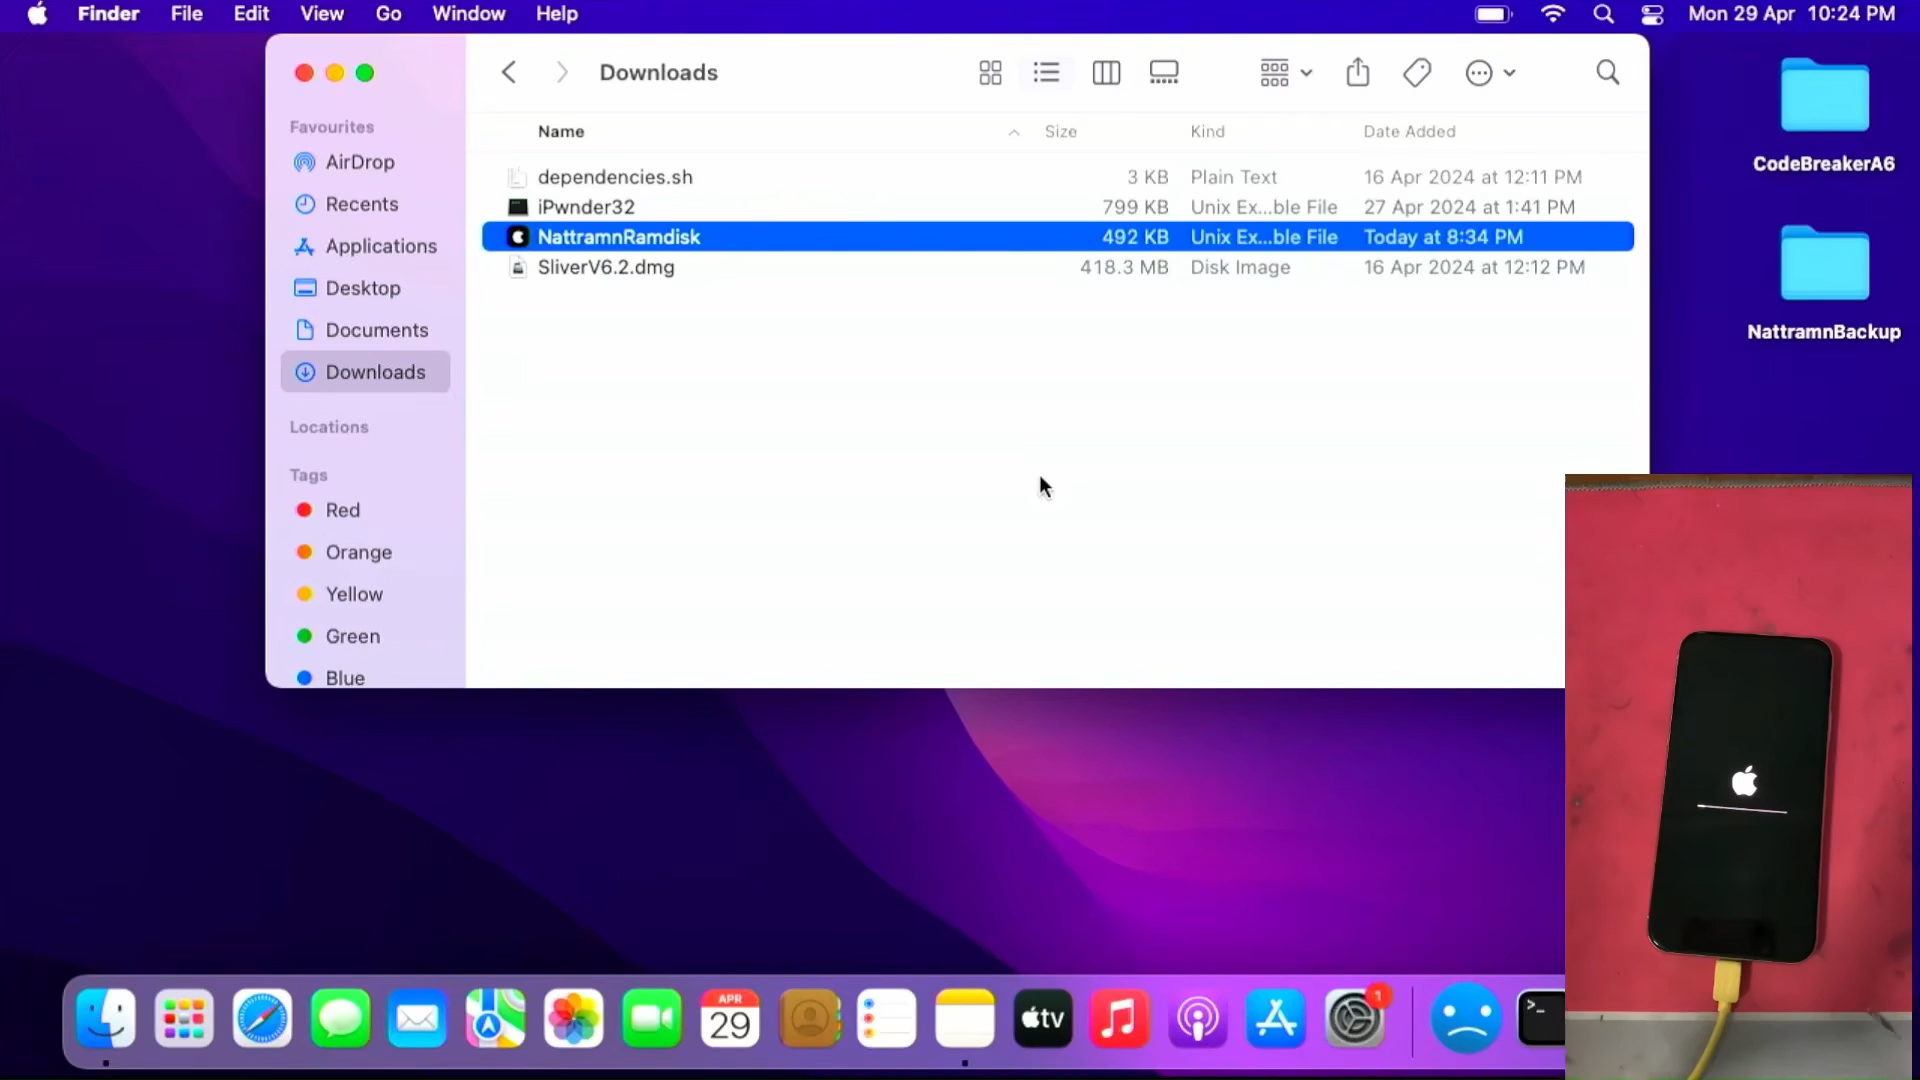 Finder File Edit View Go Window Help Mon 29 Apr 10:24 PM
Downloads
Favourites
AirDrop
Recents
Applications
Desktop
Documents
Downloads
Locations
Tags
Red
Orange
Yellow
Green
Blue
Name Size Kind Date Added
dependencies.sh 3 KB Plain Text 16 Apr 2024 at 12:11 PM
iPwnder32 799 KB Unix Ex...ble File 27 Apr 2024 at 1:41 PM
NattramnRamdisk 492 KB Unix Ex...ble File Today at 8:34 PM
SliverV6.2.dmg 418.3 MB Disk Image 16 Apr 2024 at 12:12 PM
CodeBreakerA6
NattramnBackup
APR
29
tv
1
>_